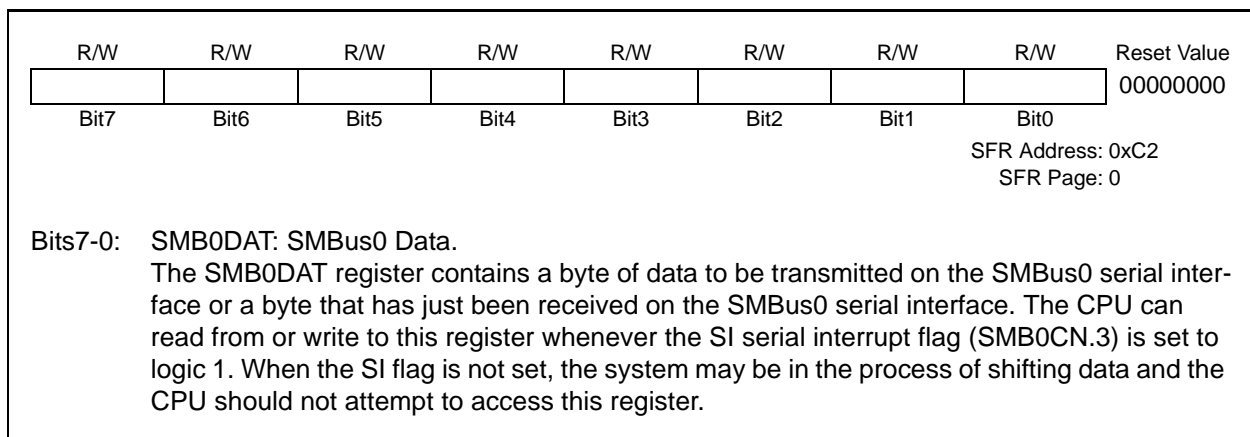 R/W R/W R/W R/W R/W R/W R/W R/W Reset Value
00000000
Bit7 Bit6 Bit5 Bit4 Bit3 Bit2 Bit1 Bit0
SFR Address: 0xC2
SFR Page: 0
Bits7-0: SMB0DAT: SMBus0 Data.
The SMB0DAT register contains a byte of data to be transmitted on the SMBus0 serial inter-
face or a byte that has just been received on the SMBus0 serial interface. The CPU can
read from or write to this register whenever the SI serial interrupt flag (SMB0CN.3) is set to
logic 1. When the SI flag is not set, the system may be in the process of shifting data and the
CPU should not attempt to access this register.